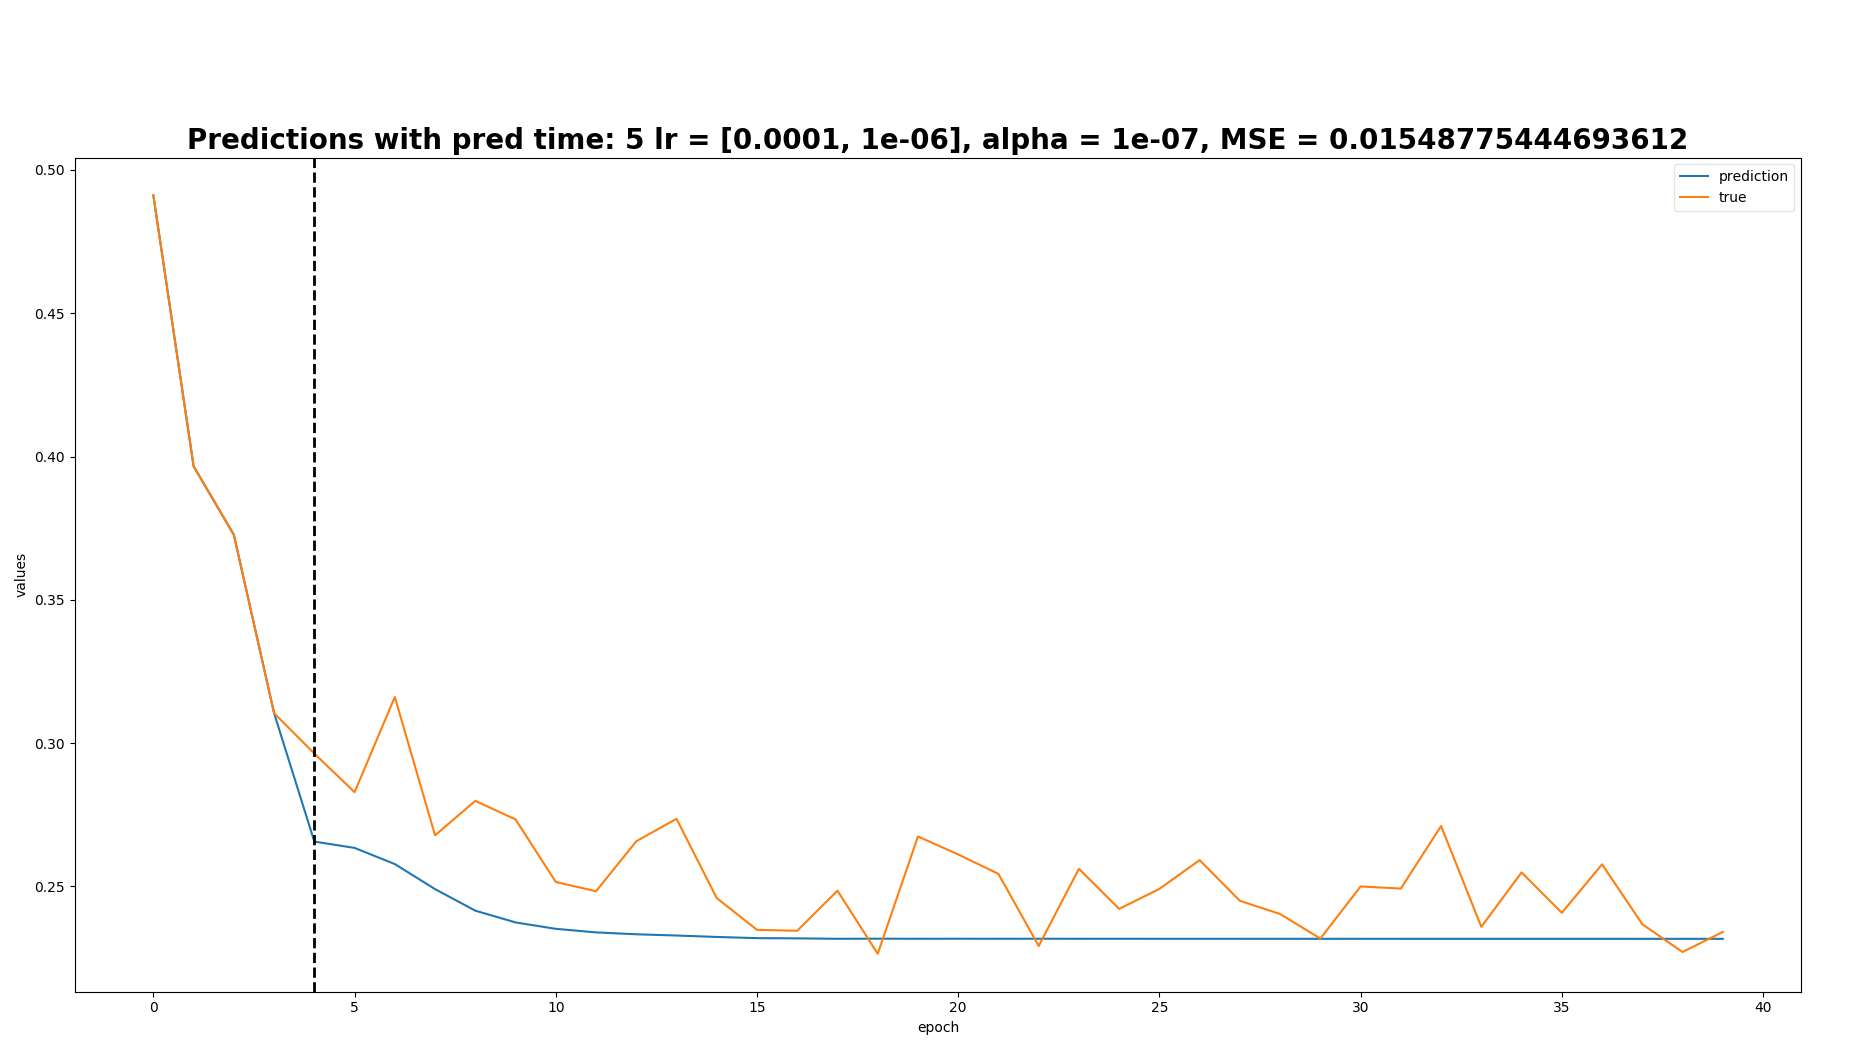 Predictions with pred time: 5 lr = [0.0001, 1e-06], alpha = 1e-07, MSE = 0.01548775444693612
prediction
true
values
0.50
0.45
0.40
0.35
0.30
0.25
0 5 10 15 20 25 30 35 40
epoch